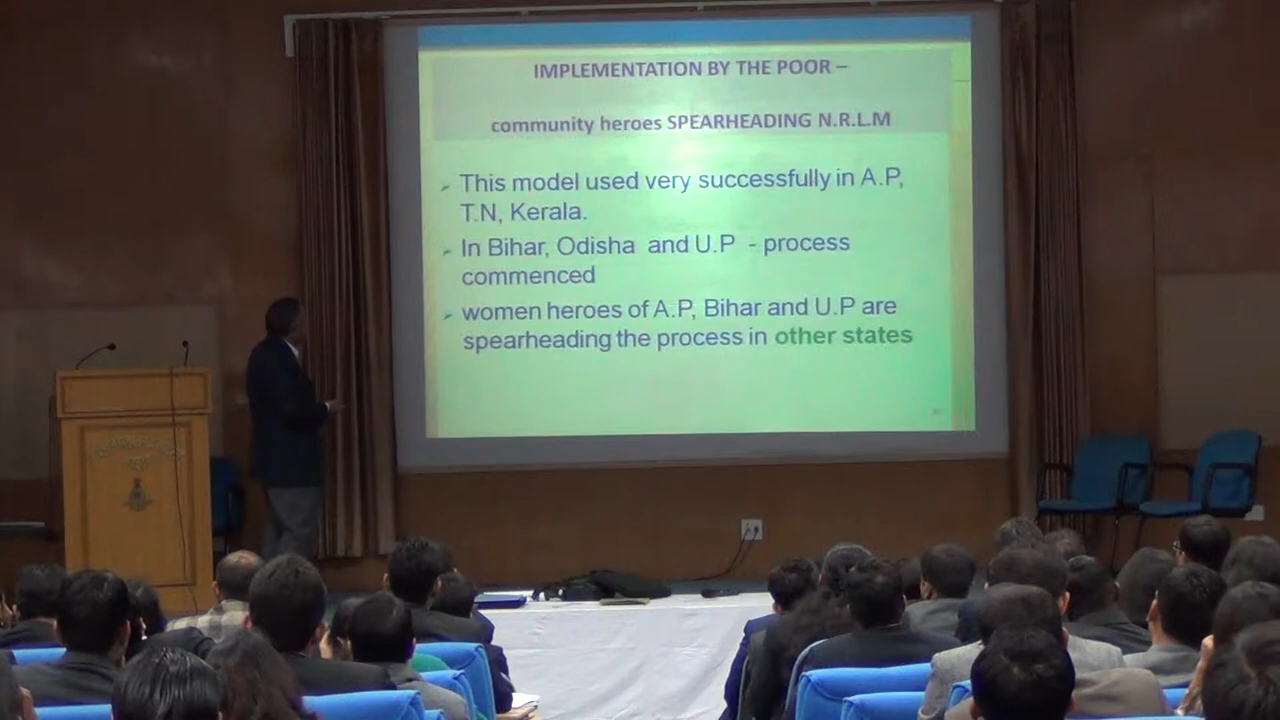 IMPLEMENTATION BY THE POOR –
community heroes SPEARHEADING N.R.L.M
This model used very successfully in A.P,
T.N, Kerala.
In Bihar, Odisha and U.P - process
commenced
women heroes of A.P, Bihar and U.P are
spearheading the process in other states